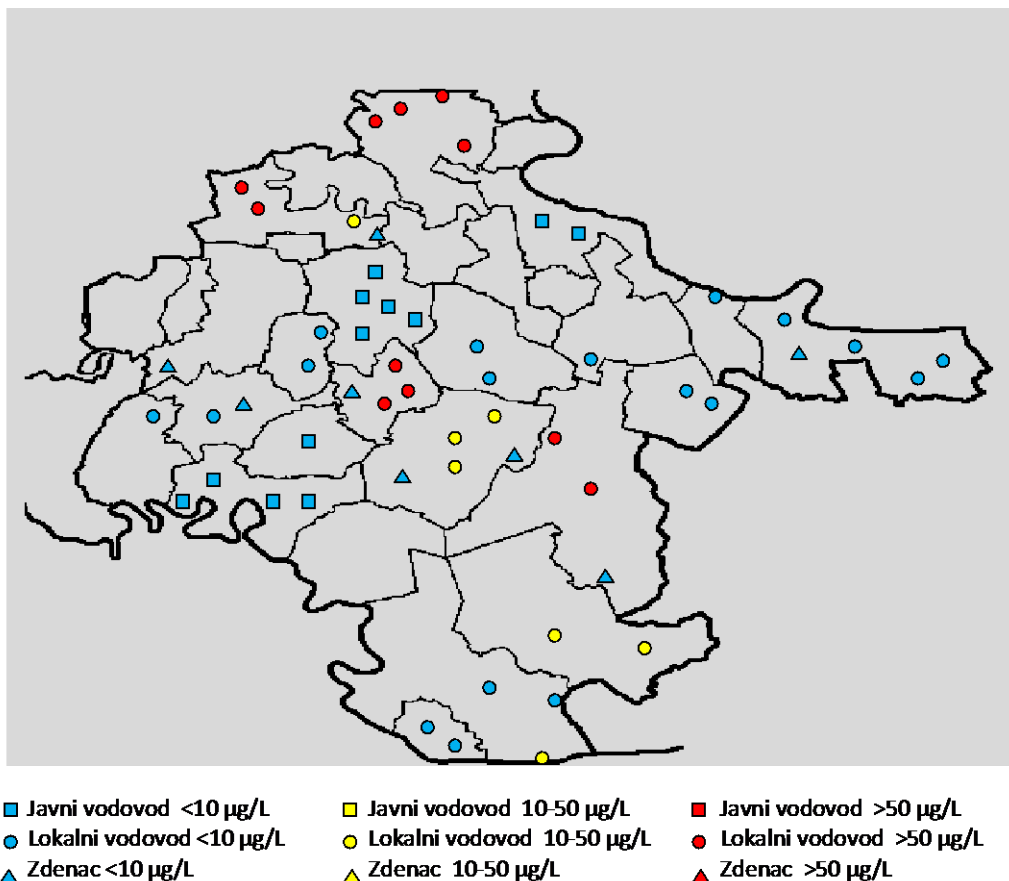 Javni vodovod <10 µg/L Javni vodovod 10-50 µg/L Javni vodovod >50 µg/L
Lokalni vodovod <10 µg/L Lokalni vodovod 10-50 µg/L Lokalni vodovod >50 µg/L
Zdenac <10 µg/L Zdenac 10-50 µg/L Zdenac >50 µg/L